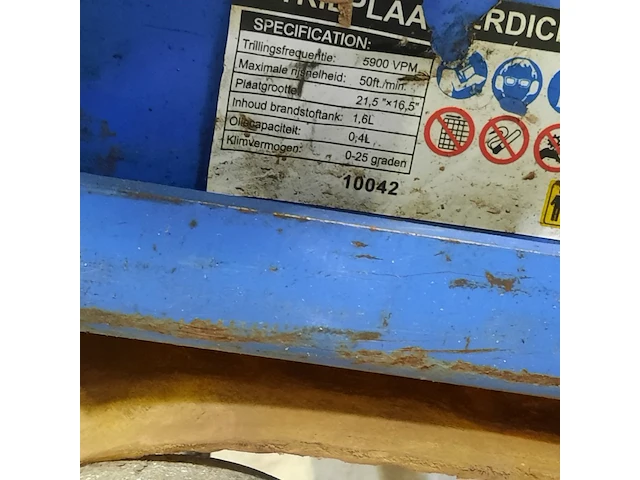 SPECIFICATION:
Trillingsfrequentie: 5900 VPM
Maximale rijsnelheid: 50ft./min.
Plaatgrootte: 21,5"×16,5"
Inhoud brandstoftank: 1,6L
Oliecapaciteit: 0,4L
Klimvermogen: 0-25 graden
10042